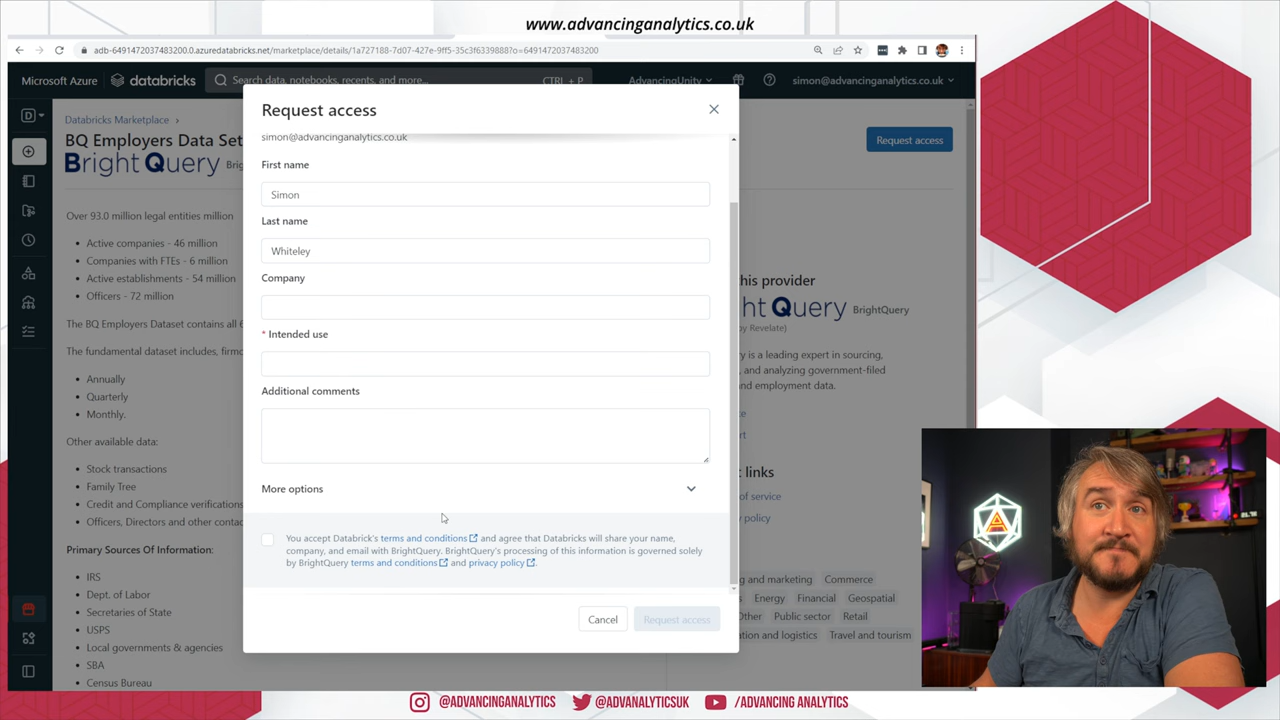 www.advancinganalytics.co.uk
adb-6491472037483200.0.azuredatabricks.net/marketplace/details/1a727188-7d07-427e-9ff5-35c3f6339888?o=6491472037483200
Microsoft Azure
databricks
Search data, notebooks, recents, and more...
CTRL + P
AdvancingUnity
simon@advancinganalytics.co.uk
D
Databricks Marketplace
BQ Employers Data Set
Bright Query
Request access
Over 93.0 million legal entities million
Active companies - 46 million
Companies with FTEs - 6 million
Active establishments - 54 million
Officers - 72 million
The BQ Employers Dataset contains all
The fundamental dataset includes,
Annually
Quarterly
Monthly.
Other available data:
Stock transactions
Family Tree
Credit and Compliance verifications
Officers, Directors and other
Primary Sources Of Information:
IRS
Dept. of Labor
Secretaries of State
USPS
Local governments & agencies
SBA
Census Bureau
Request access
simon@advancinganalytics.co.uk
First name
Simon
Last name
Whiteley
Company
* Intended use
Additional comments
More options
You accept Databrick's terms and conditions and agree that Databricks will share your name,
company, and email with BrightQuery. BrightQuery's processing of this information is governed solely
by BrightQuery terms and conditions and privacy policy.
Cancel
Request access
his provider
ht Query
BrightQuery
by Revelate)
y is a leading expert in sourcing,
, and analyzing government-filed
and employment data.
t links
of service
policy
g and marketing
Commerce
Energy
Financial
Geospatial
Other
Public sector
Retail
ation and logistics
Travel and tourism
@ADVANCINGANALYTICS
@ADVANALYTICSUK
/ADVANCING ANALYTICS